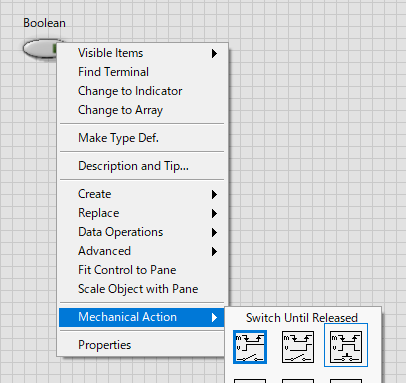 Boolean
Visible Items
Find Terminal
Change to Indicator
Change to Array
Make Type Def.
Description and Tip...
Create
Replace
Data Operations
Advanced
Fit Control to Pane
Scale Object with Pane
Mechanical Action
Properties
Switch Until Released
m
v
m
v
m
v